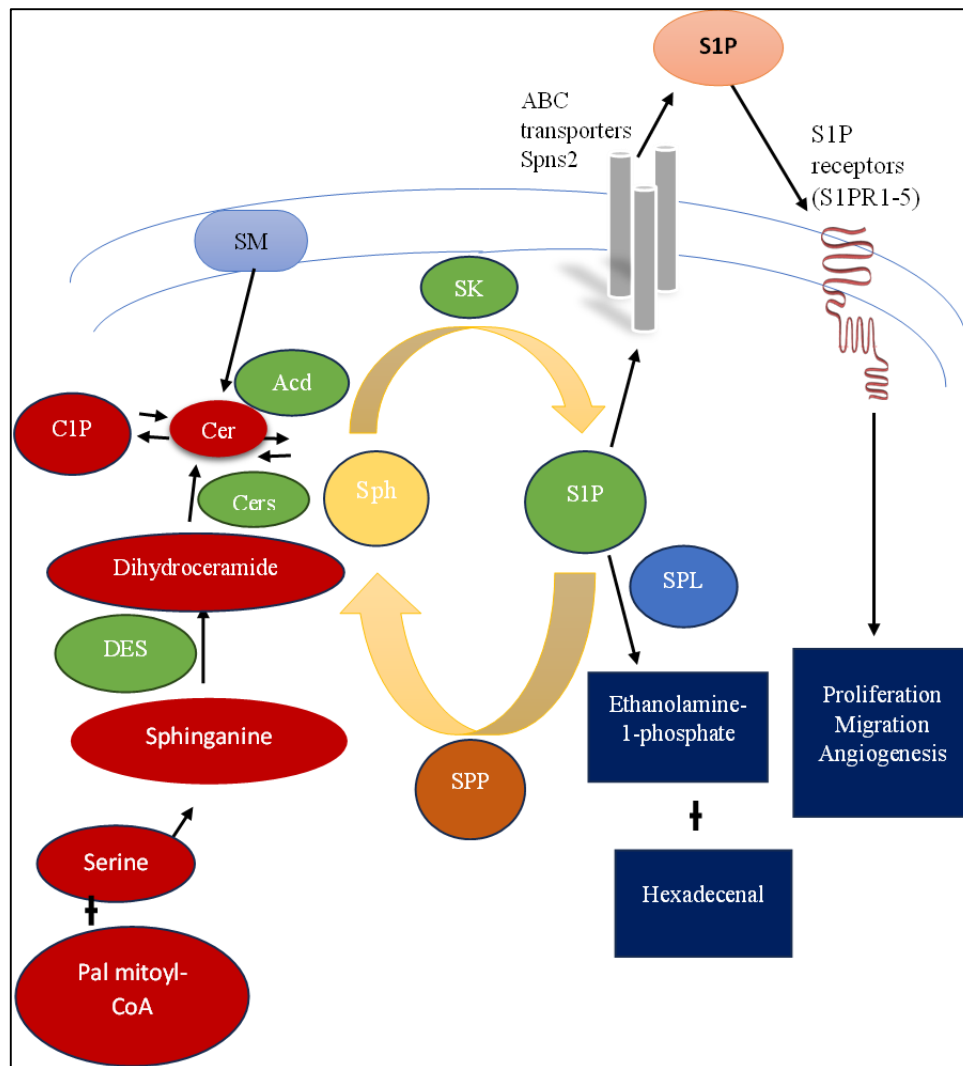 S1P
ABC
transporters
Spns2
S1P
receptors
(S1PR1-5)
SM
SK
Acd
C1P
Cer
Sph
S1P
Cers
Dihydroceramide
SPL
DES
Ethanolamine-
1-phosphate
Proliferation
Migration
Angiogenesis
Sphinganine
SPP
Serine
Hexadecenal
Pal mitoyl-
CoA